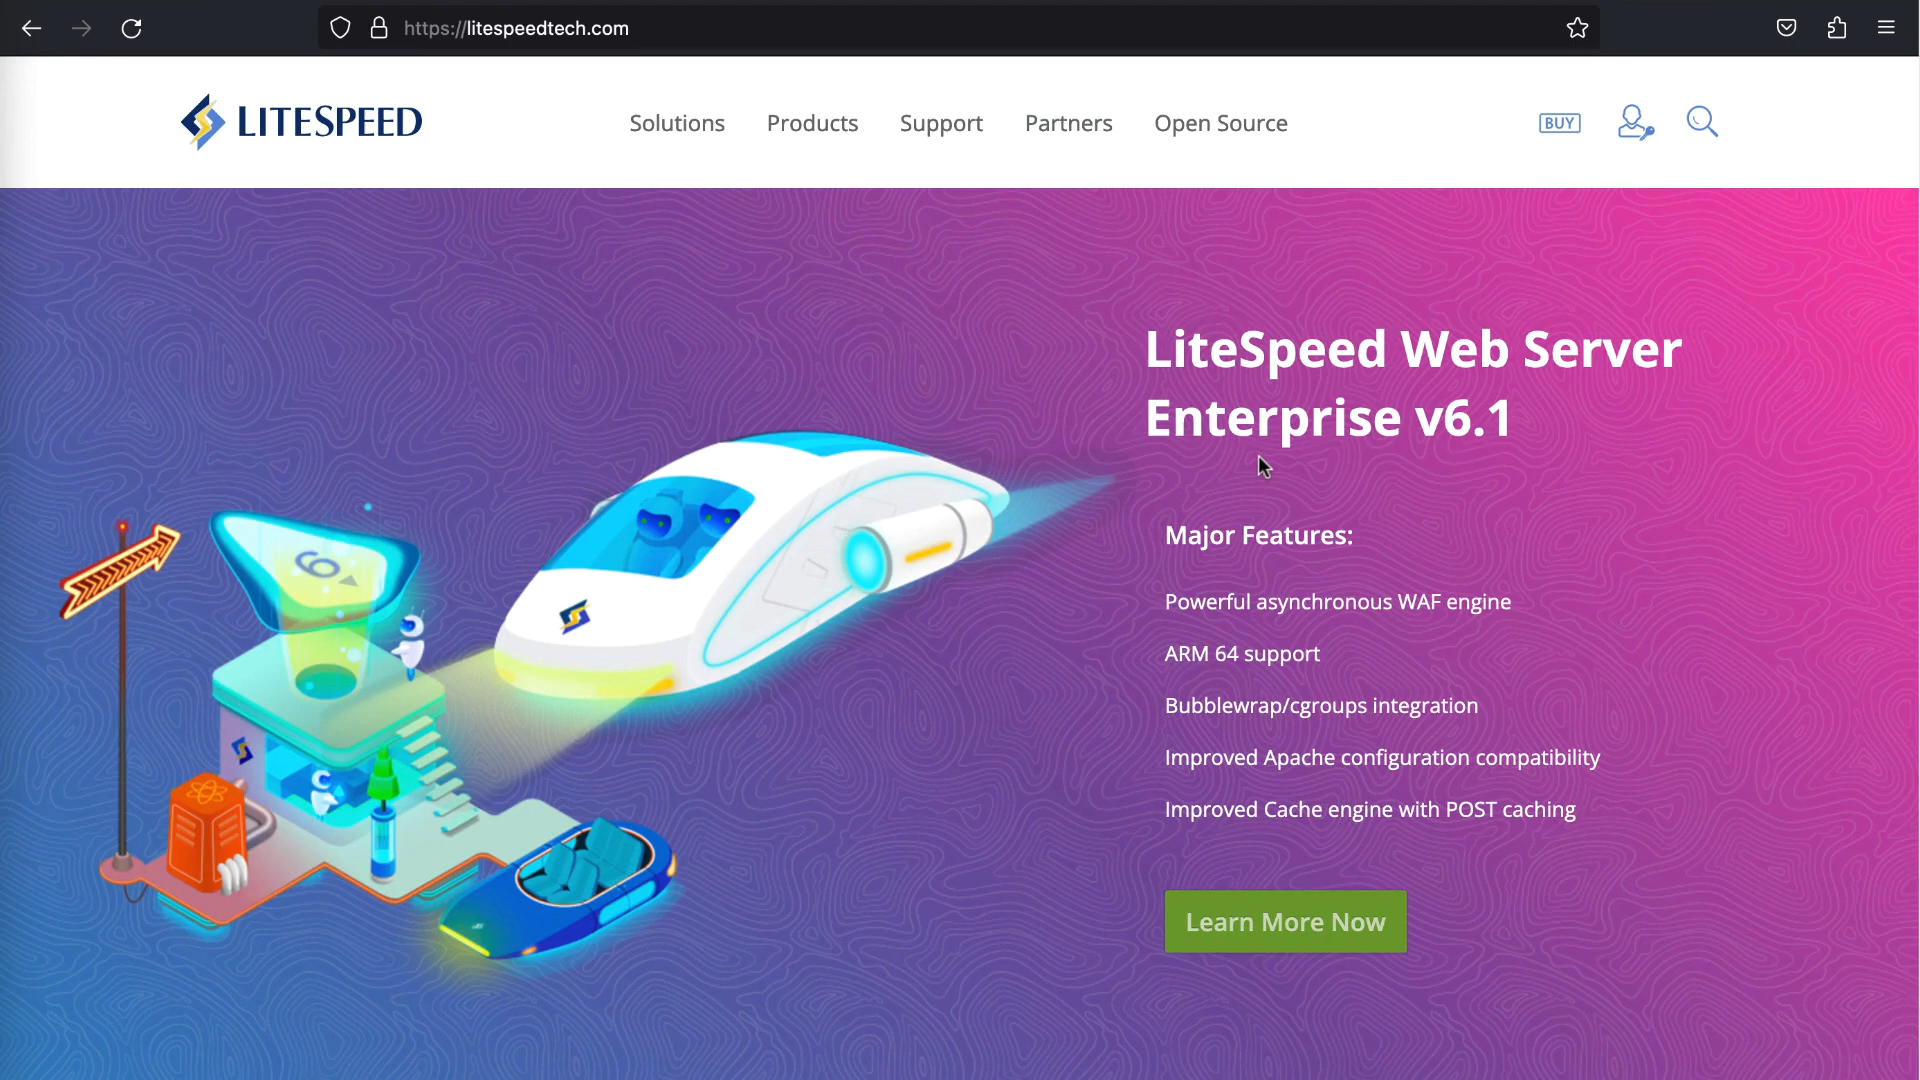 https://litespeedtech.com
LITESPEED
Solutions
Products
Support
Partners
Open Source
BUY
LiteSpeed Web Server
Enterprise v6.1
Major Features:
Powerful asynchronous WAF engine
ARM 64 support
Bubblewrap/cgroups integration
Improved Apache configuration compatibility
Improved Cache engine with POST caching
Learn More Now
6